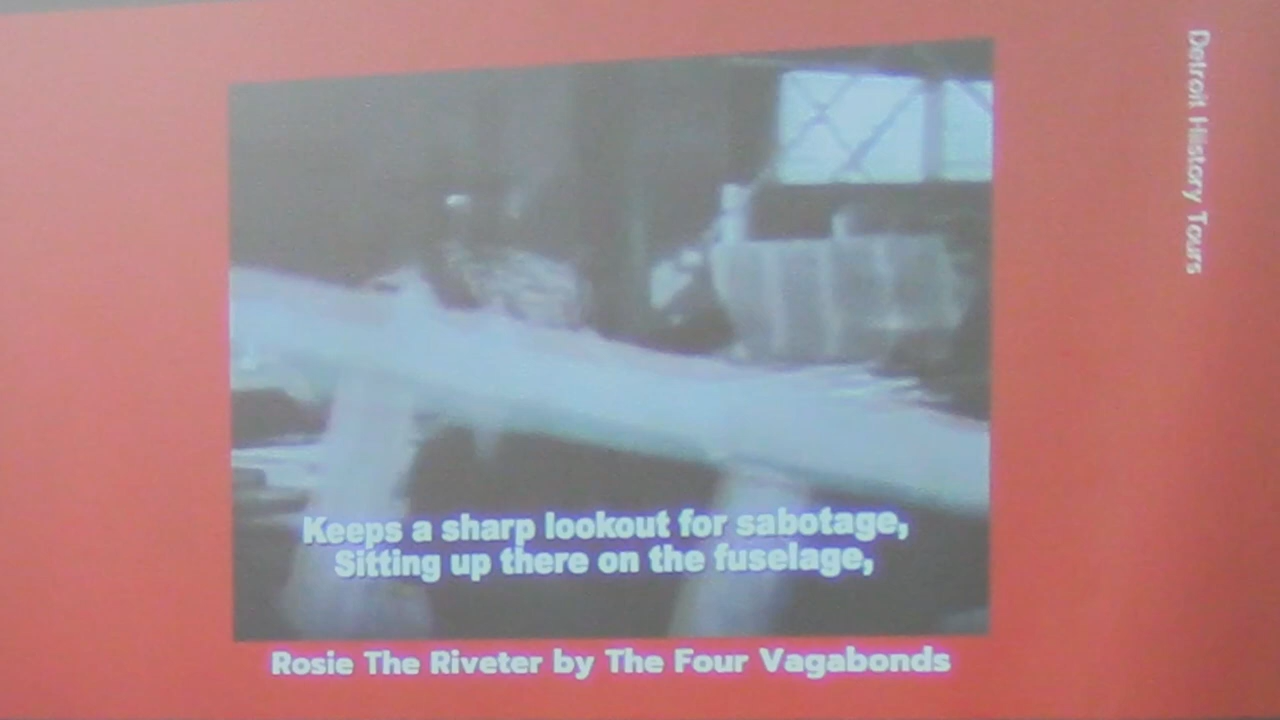 Keeps a sharp lookout for sabotage,
Sitting up there on the fuselage,
Rosie The Riveter by The Four Vagabonds
Detroit History Tours